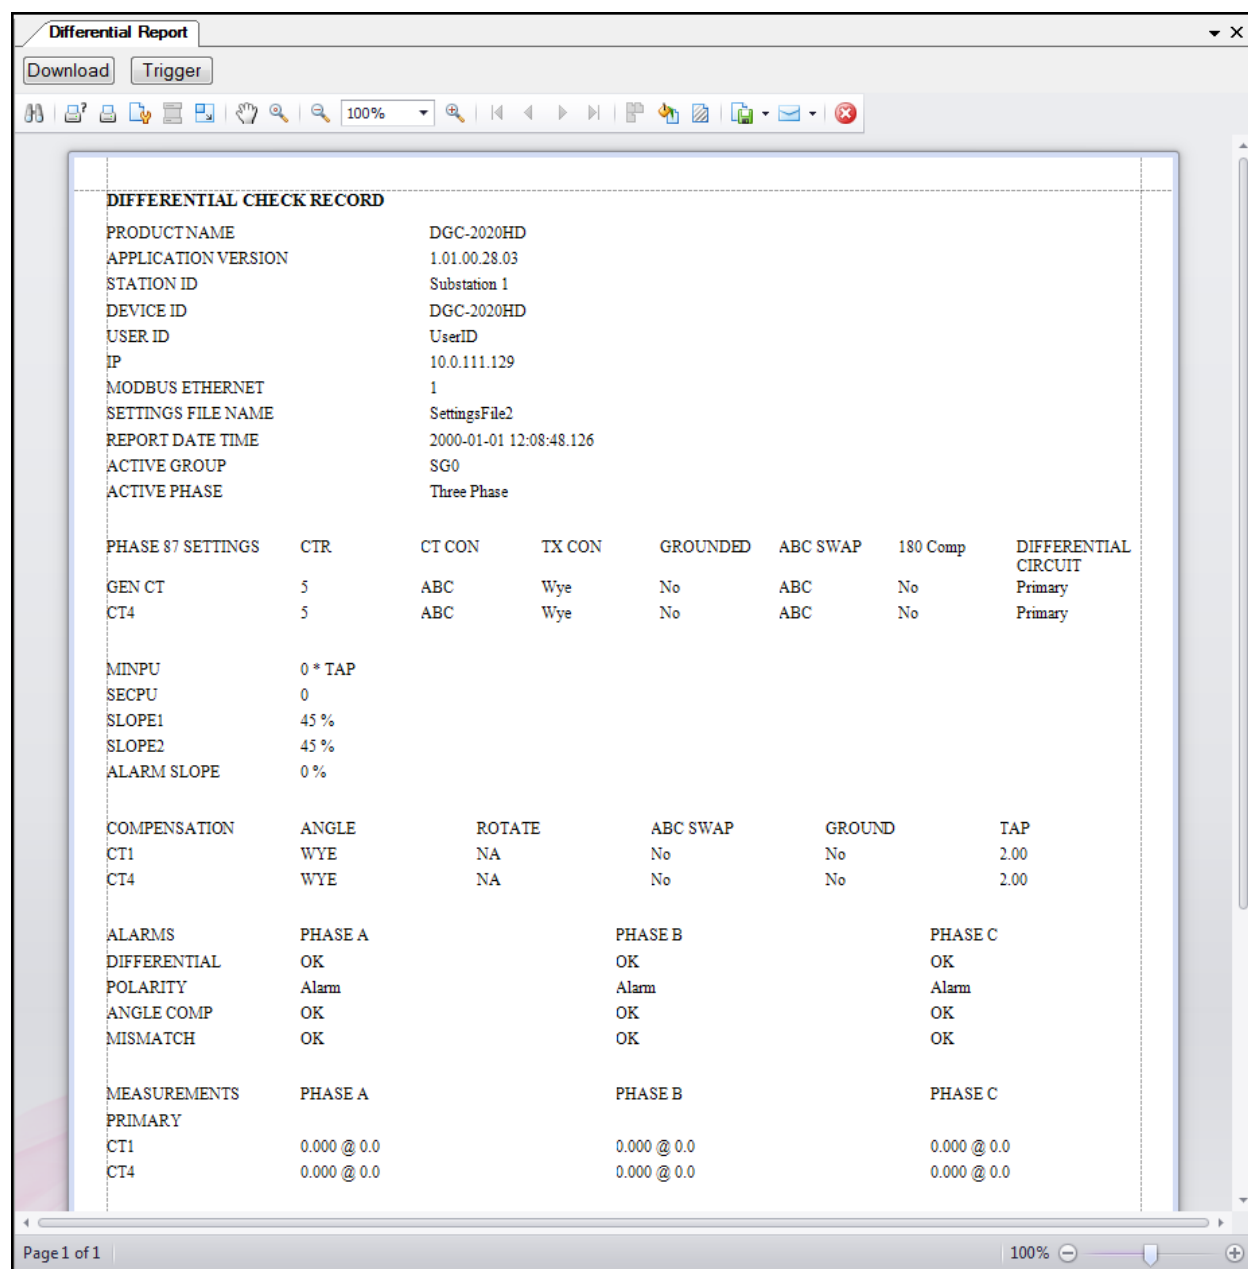 Differential Report
Download Trigger
100%
DIFFERENTIAL CHECK RECORD
PRODUCT NAME DGC-2020HD
APPLICATION VERSION 1.01.00.28.03
STATION ID Substation 1
DEVICE ID DGC-2020HD
USER ID UserID
IP 10.0.111.129
MODBUS ETHERNET 1
SETTINGS FILE NAME SettingsFile2
REPORT DATE TIME 2000-01-01 12:08:48.126
ACTIVE GROUP SG0
ACTIVE PHASE Three Phase
PHASE 87 SETTINGS CTR CT CON TX CON GROUNDED ABC SWAP 180 Comp DIFFERENTIAL
CIRCUIT
GEN CT 5 ABC Wye No ABC No Primary
CT4 5 ABC Wye No ABC No Primary
MINPU 0 * TAP
SECPU 0
SLOPE1 45 %
SLOPE2 45 %
ALARM SLOPE 0 %
COMPENSATION ANGLE ROTATE ABC SWAP GROUND TAP
CT1 WYE NA No No 2.00
CT4 WYE NA No No 2.00
ALARMS PHASE A PHASE B PHASE C
DIFFERENTIAL OK OK OK
POLARITY Alarm Alarm Alarm
ANGLE COMP OK OK OK
MISMATCH OK OK OK
MEASUREMENTS PHASE A PHASE B PHASE C
PRIMARY
CT1 0.000 @ 0.0 0.000 @ 0.0 0.000 @ 0.0
CT4 0.000 @ 0.0 0.000 @ 0.0 0.000 @ 0.0
Page 1 of 1 100%